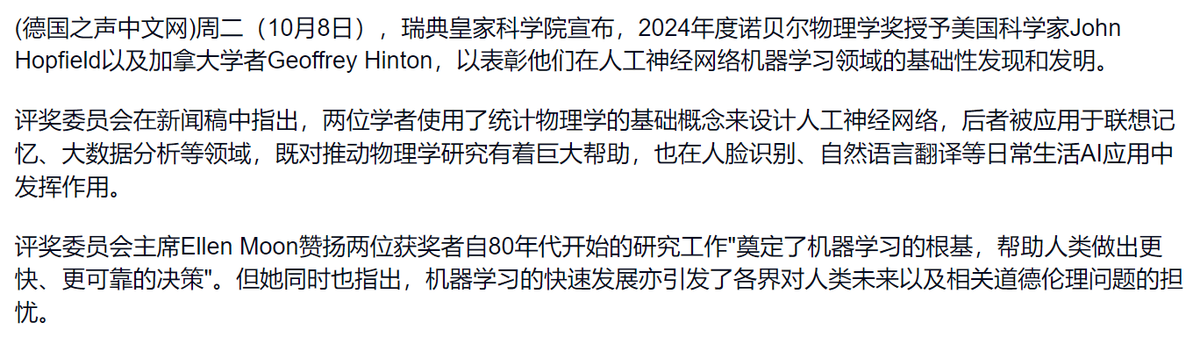 (德国之声中文网)周二（10月8日），瑞典皇家科学院宣布，2024年度诺贝尔物理学奖授予美国科学家John
Hopfield以及加拿大学者Geoffrey Hinton，以表彰他们在人工神经网络机器学习领域的基础性发现和发明。
评奖委员会在新闻稿中指出，两位学者使用了统计物理学的基础概念来设计人工神经网络，后者被应用于联想记
忆、大数据分析等领域，既对推动物理学研究有着巨大帮助，也在人脸识别、自然语言翻译等日常生活AI应用中
发挥作用。
评奖委员会主席Ellen Moon赞扬两位获奖者自80年代开始的研究工作"奠定了机器学习的根基，帮助人类做出更
快、更可靠的决策"。但她同时也指出，机器学习的快速发展亦引发了各界对人类未来以及相关道德伦理问题的担
忧。